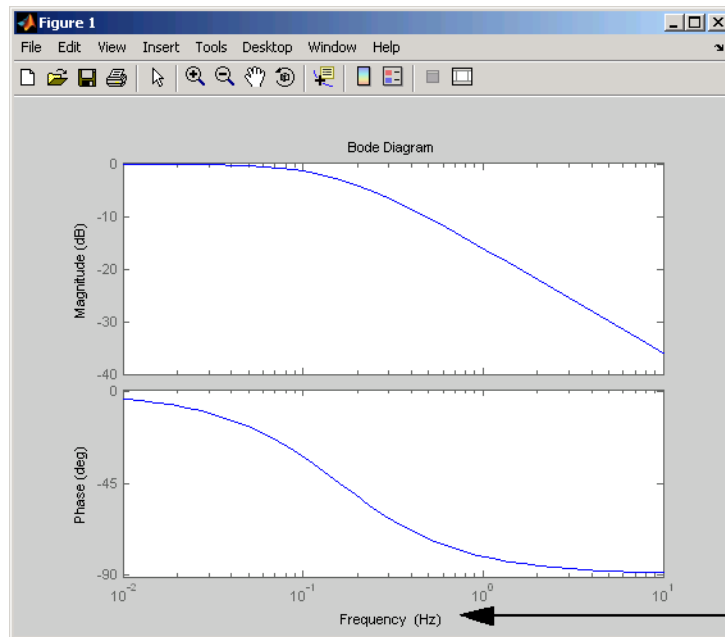 Figure 1
File Edit View Insert Tools Desktop Window Help
Bode Diagram
Magnitude (dB)
0
-10
-20
-30
-40
Phase (deg)
0
-45
-90
10^-2 10^-1 10^0 10^1
Frequency (Hz)